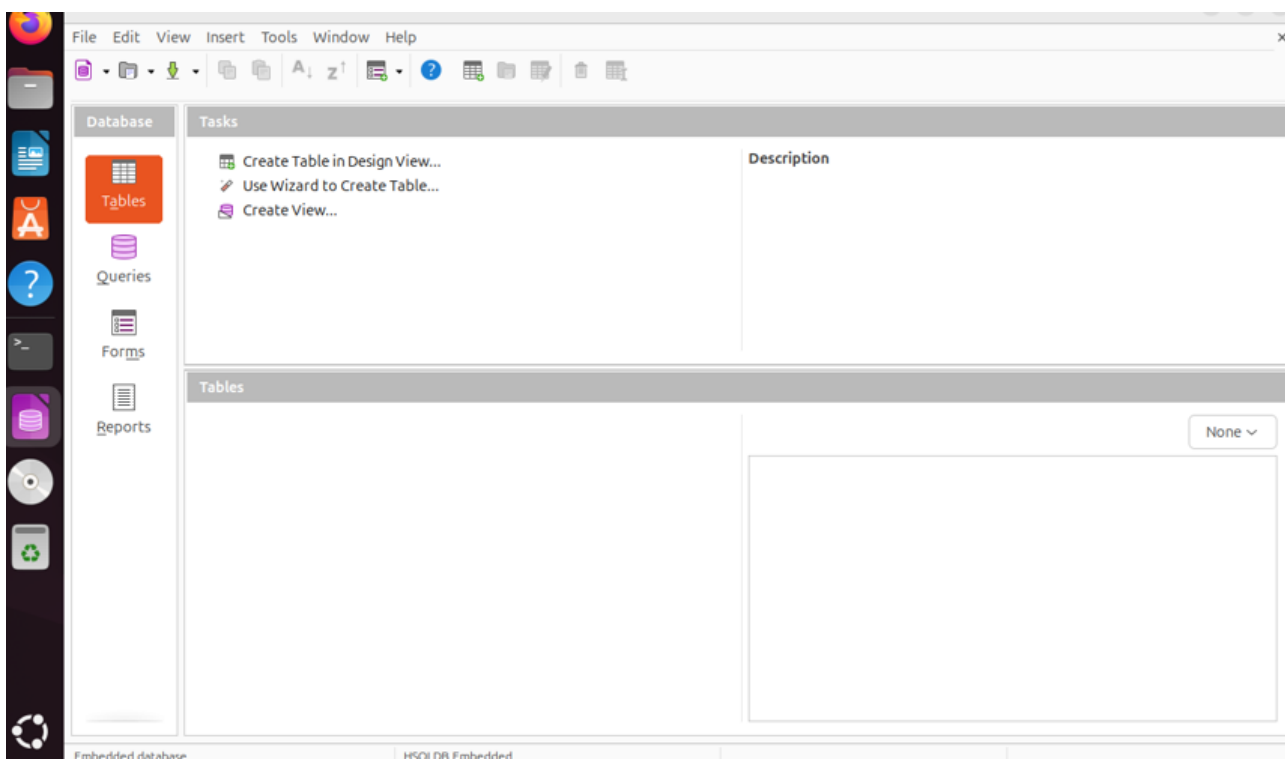 File Edit View Insert Tools Window Help
Database
Tasks
Create Table in Design View...
Use Wizard to Create Table...
Create View...
Description
Tables
Queries
Forms
Reports
Tables
None
Embedded database
HSQLDB Embedded